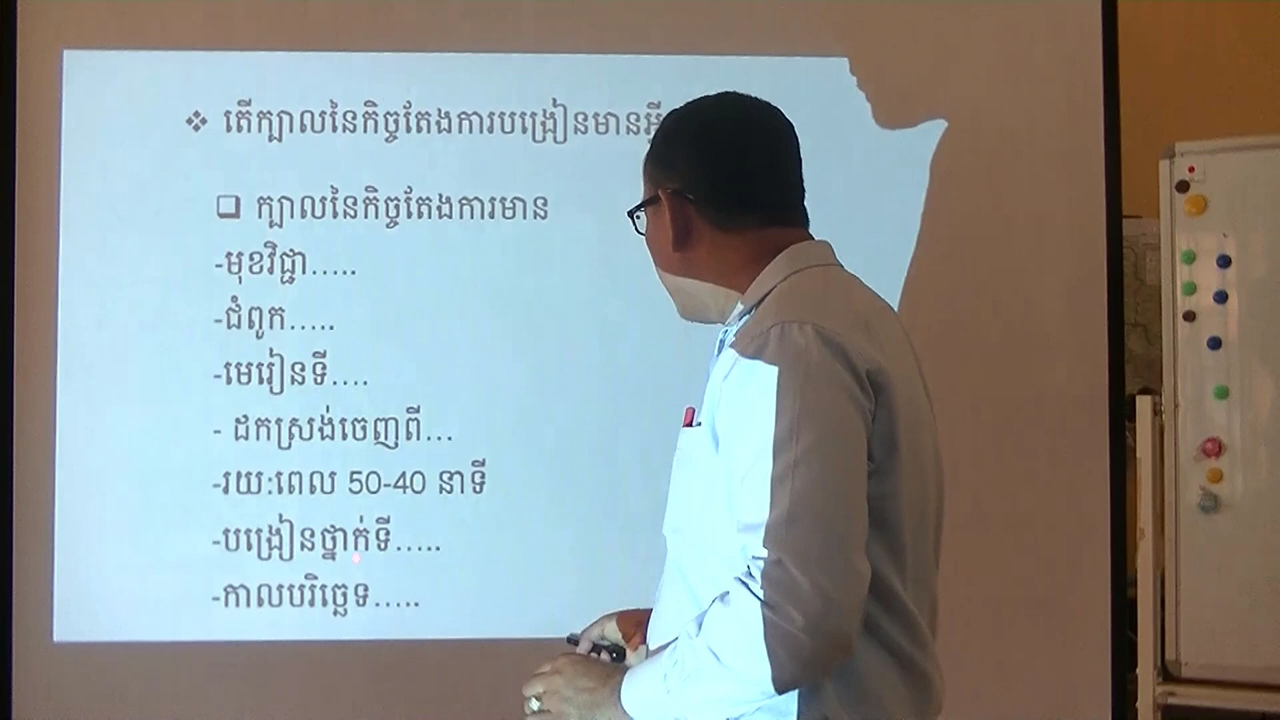 ❖ តើក្បាលនៃកិច្ចតែងការបង្រៀនមានអ្វី
❑ ក្បាលនៃកិច្ចតែងការមាន
-មុខវិជ្ជា.....
-ជំពូក.....
-មេរៀនទី....
- ដកស្រង់ចេញពី...
-រយ:ពេល 50-40 នាទី
-បង្រៀនថ្នាក់ទី.....
-កាលបរិច្ឆេទ.....